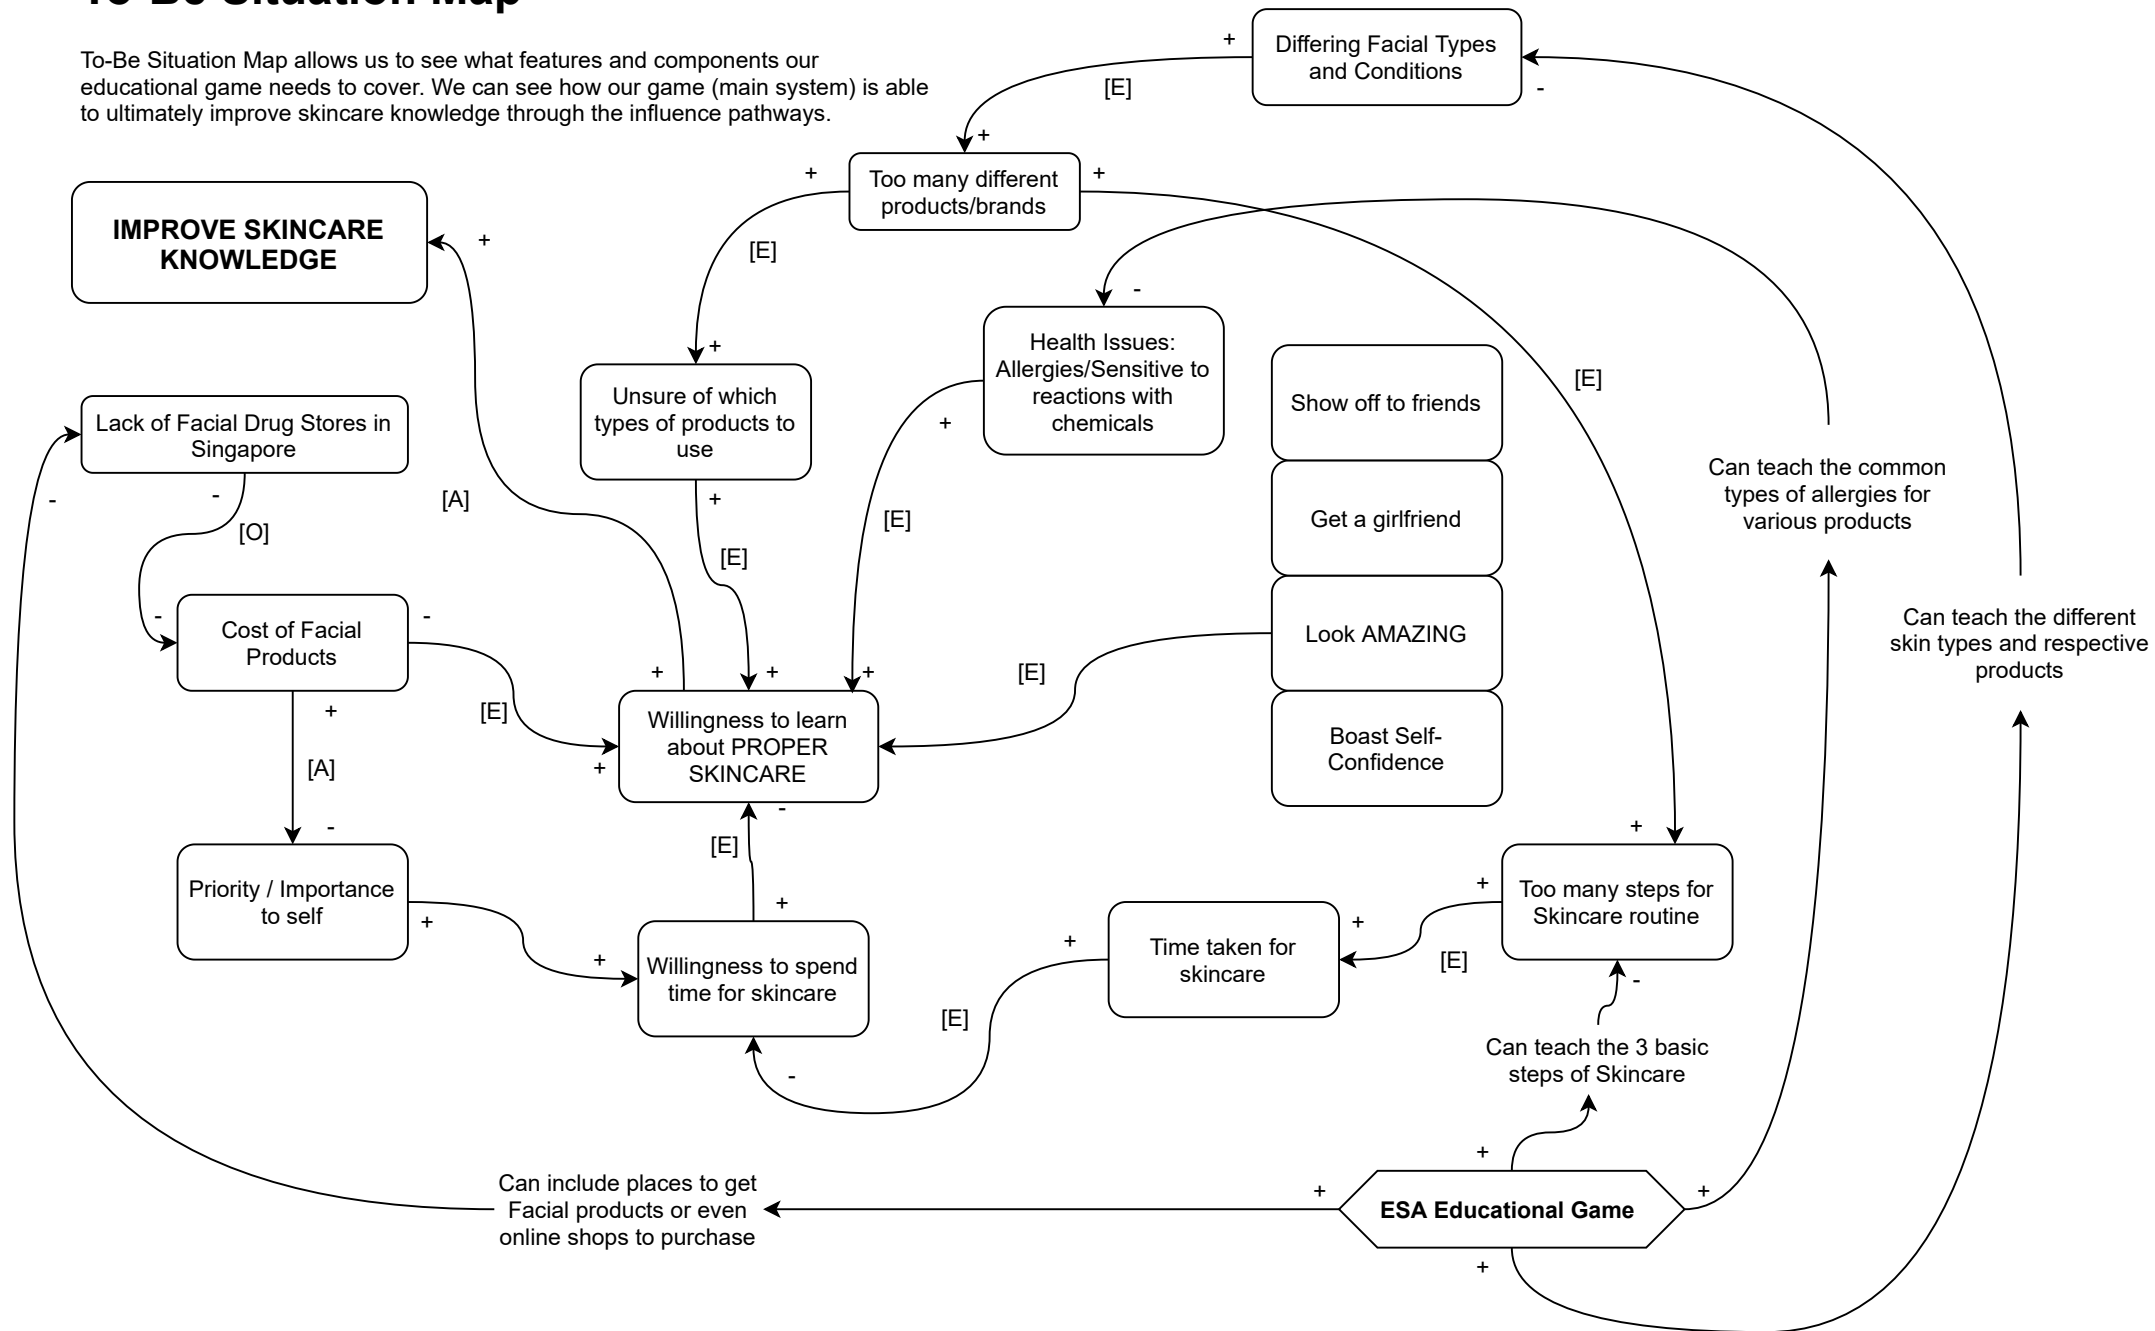 To-Be Situation Map
To-Be Situation Map allows us to see what features and components our
educational game needs to cover. We can see how our game (main system) is able
to ultimately improve skincare knowledge through the influence pathways.
Differing Facial Types
and Conditions
+
-
[E]
+
Too many different
products/brands
+
+
[E]
[E]
IMPROVE SKINCARE
KNOWLEDGE
+
[A]
+
Unsure of which
types of products to
use
+
[E]
-
Health Issues:
Allergies/Sensitive to
reactions with
chemicals
+
[E]
Show off to friends
Get a girlfriend
Look AMAZING
Boast Self-
Confidence
[E]
Can teach the common
types of allergies for
various products
Can teach the different
skin types and respective
products
Lack of Facial Drug Stores in
Singapore
-
-
[O]
-
Cost of Facial
Products
-
[E]
+
+
[A]
-
+
+
+
Willingness to learn
about PROPER
SKINCARE
-
[E]
Priority / Importance
to self
+
+
+
Willingness to spend
time for skincare
-
[E]
+
Time taken for
skincare
+
[E]
+
+
Too many steps for
Skincare routine
-
Can teach the 3 basic
steps of Skincare
Can include places to get
Facial products or even
online shops to purchase
+
+
+
+
ESA Educational Game